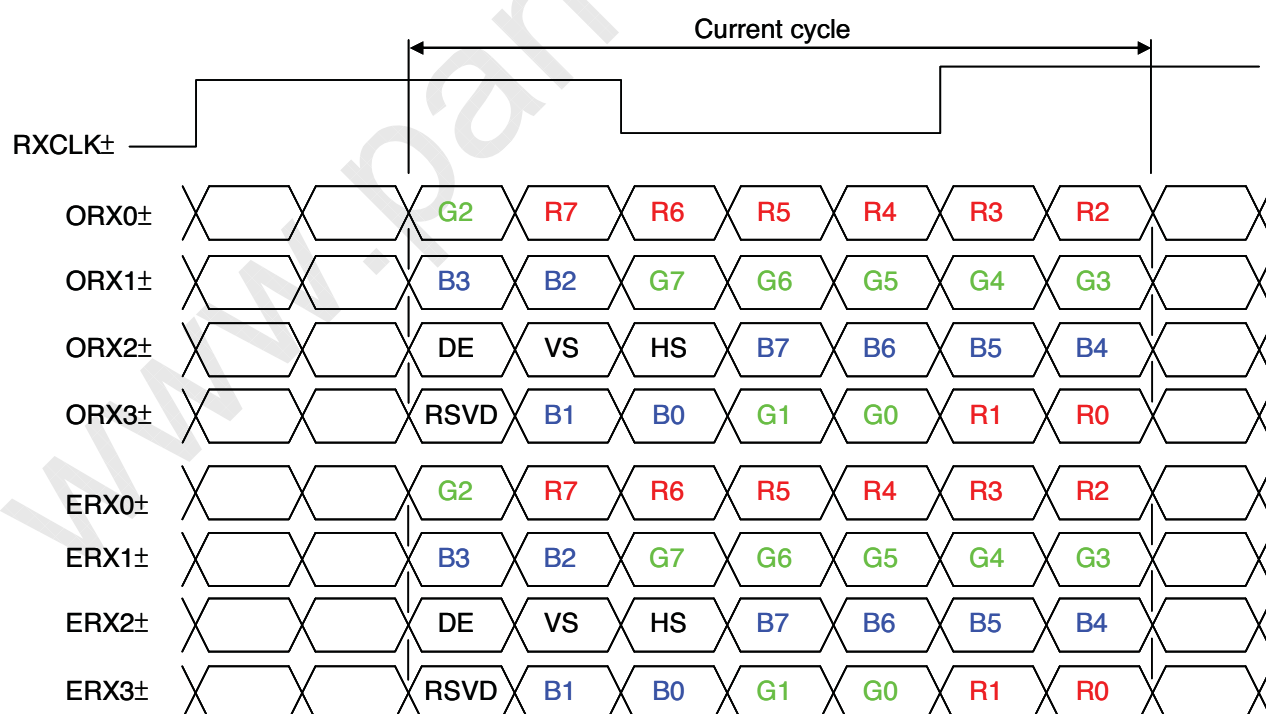 Current cycle
RXCLK±
ORX0± G2 R7 R6 R5 R4 R3 R2
ORX1± B3 B2 G7 G6 G5 G4 G3
ORX2± DE VS HS B7 B6 B5 B4
ORX3± RSVD B1 B0 G1 G0 R1 R0
ERX0± G2 R7 R6 R5 R4 R3 R2
ERX1± B3 B2 G7 G6 G5 G4 G3
ERX2± DE VS HS B7 B6 B5 B4
ERX3± RSVD B1 B0 G1 G0 R1 R0
www.pan